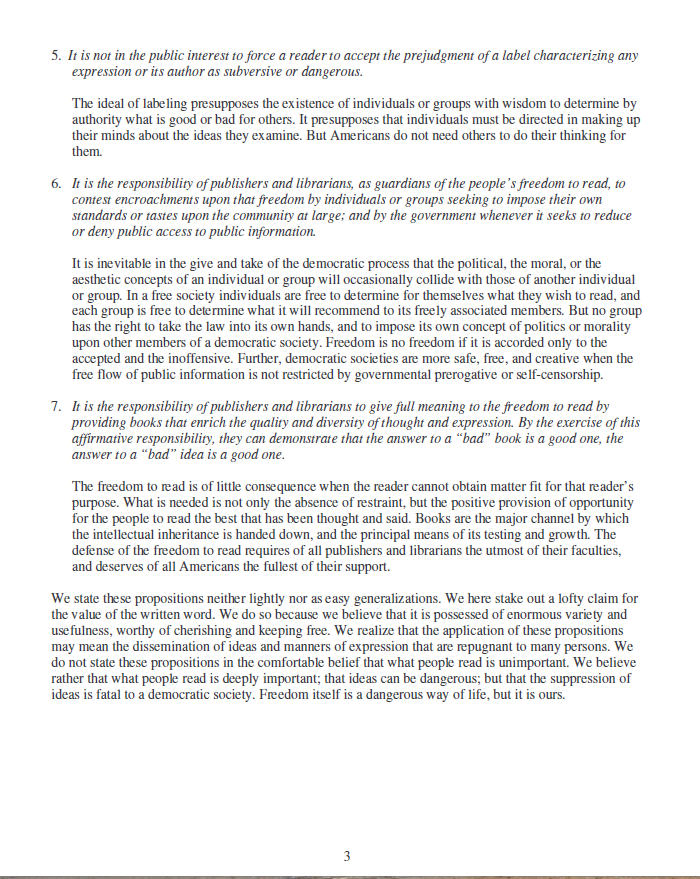 5. It is not in the public interest to force a reader to accept the prejudgment of a label characterizing any
expression or its author as subversive or dangerous.
The ideal of labeling presupposes the existence of individuals or groups with wisdom to determine by
authority what is good or bad for others. It presupposes that individuals must be directed in making up
their minds about the ideas they examine. But Americans do not need others to do their thinking for
them.
6. It is the responsibility of publishers and librarians, as guardians of the people's freedom to read, to
contest encroachments upon that freedom by individuals or groups seeking to impose their own
standards or tastes upon the community at large; and by the government whenever it seeks to reduce
or deny public access to public information.
It is inevitable in the give and take of the democratic process that the political, the moral, or the
aesthetic concepts of an individual or group will occasionally collide with those of another individual
or group. In a free society individuals are free to determine for themselves what they wish to read, and
each group is free to determine what it will recommend to its freely associated members. But no group
has the right to take the law into its own hands, and to impose its own concept of politics or morality
upon other members of a democratic society. Freedom is no freedom if it is accorded only to the
accepted and the inoffensive. Further, democratic societies are more safe, free, and creative when the
free flow of public information is not restricted by governmental prerogative or self-censorship.
7. It is the responsibility of publishers and librarians to give full meaning to the freedom to read by
providing books that enrich the quality and diversity of thought and expression. By the exercise of this
affirmative responsibility, they can demonstrate that the answer to a “bad” book is a good one, the
answer to a “bad” idea is a good one.
The freedom to read is of little consequence when the reader cannot obtain matter fit for that reader's
purpose. What is needed is not only the absence of restraint, but the positive provision of opportunity
for the people to read the best that has been thought and said. Books are the major channel by which
the intellectual inheritance is handed down, and the principal means of its testing and growth. The
defense of the freedom to read requires of all publishers and librarians the utmost of their faculties,
and deserves of all Americans the fullest of their support.
We state these propositions neither lightly nor as easy generalizations. We here stake out a lofty claim for
the value of the written word. We do so because we believe that it is possessed of enormous variety and
usefulness, worthy of cherishing and keeping free. We realize that the application of these propositions
may mean the dissemination of ideas and manners of expression that are repugnant to many persons. We
do not state these propositions in the comfortable belief that what people read is unimportant. We believe
rather that what people read is deeply important; that ideas can be dangerous; but that the suppression of
ideas is fatal to a democratic society. Freedom itself is a dangerous way of life, but it is ours.
3